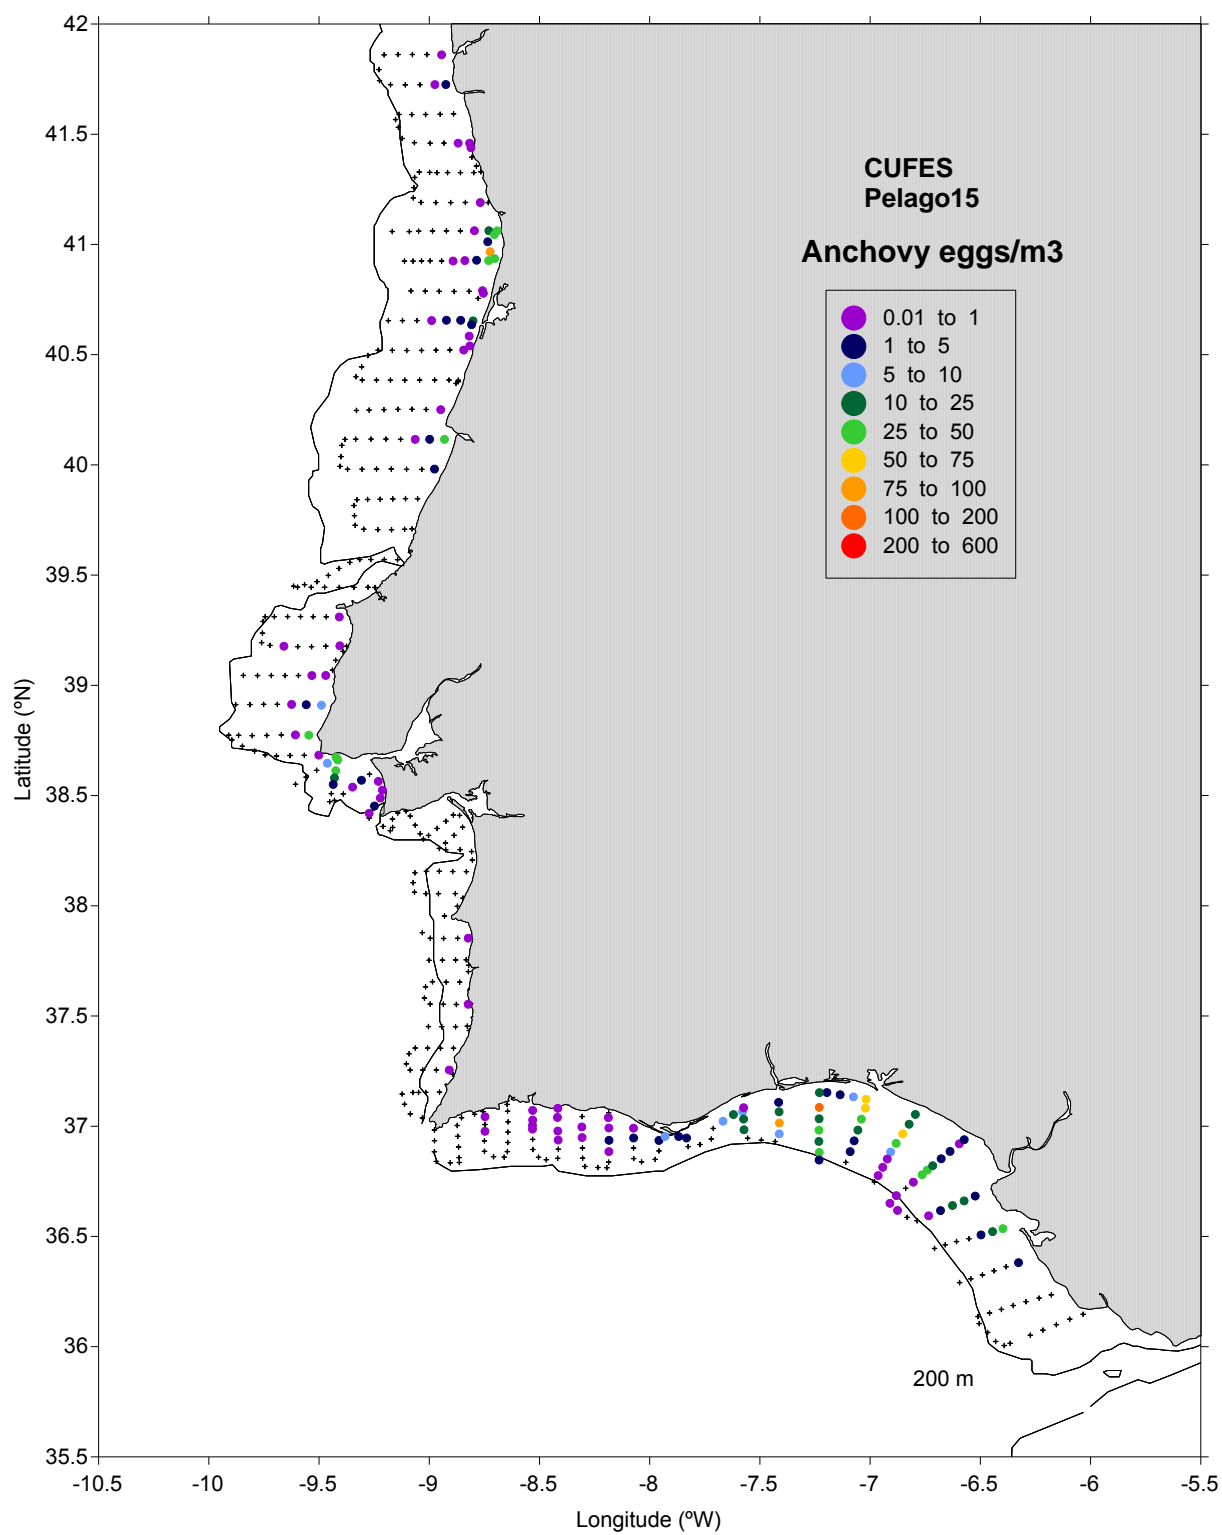 CUFES
Pelago15
Anchovy eggs/m3
0.01 to 1
1 to 5
5 to 10
10 to 25
25 to 50
50 to 75
75 to 100
100 to 200
200 to 600
42
41.5
41
40.5
40
39.5
39
38.5
38
37.5
37
36.5
36
35.5
Latitude (ºN)
200 m
-10.5 -10 -9.5 -9 -8.5 -8 -7.5 -7 -6.5 -6 -5.5
Longitude (ºW)